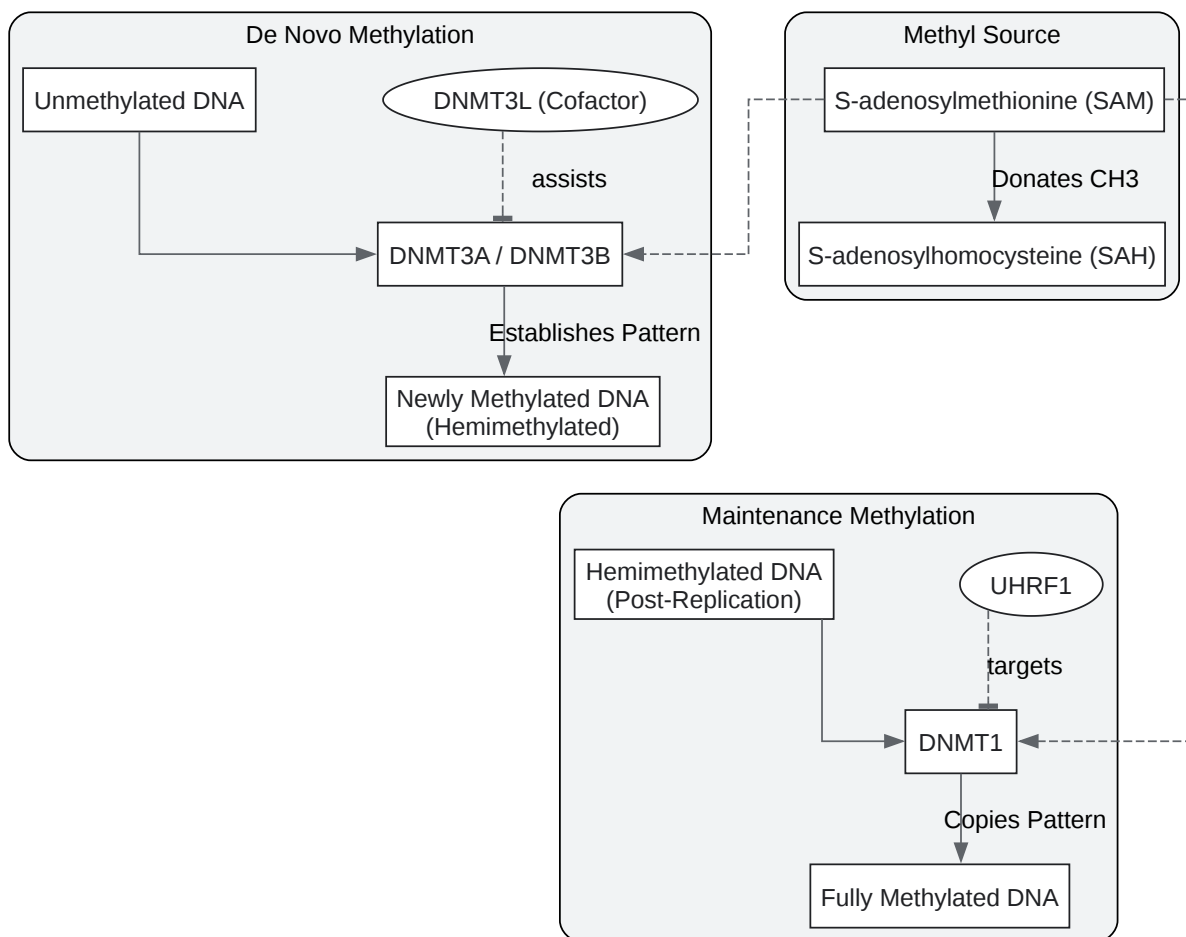 De Novo Methylation
Unmethylated DNA
DNMT3L (Cofactor)
assists
DNMT3A / DNMT3B
Establishes Pattern
Newly Methylated DNA
(Hemimethylated)
Methyl Source
S-adenosylmethionine (SAM)
Donates CH3
S-adenosylhomocysteine (SAH)
Maintenance Methylation
Hemimethylated DNA
(Post-Replication)
UHRF1
targets
DNMT1
Copies Pattern
Fully Methylated DNA